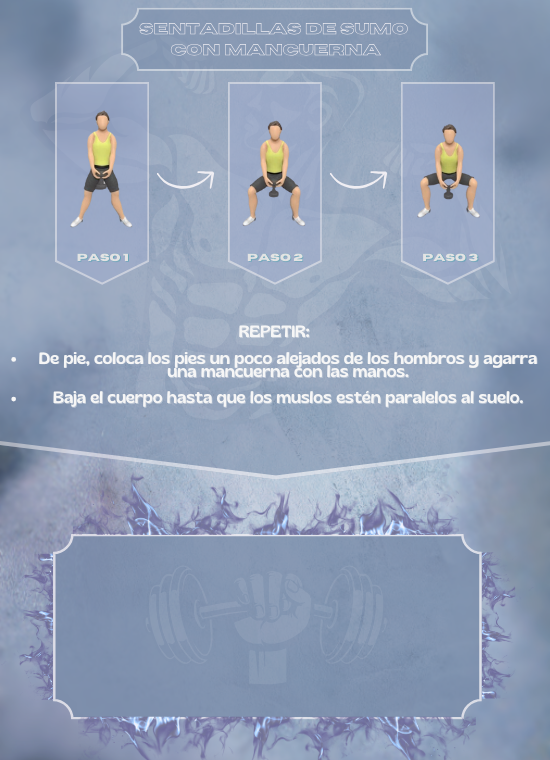 SENTADILLAS DE SUMO
CON MANCUERNA
PASO 1
PASO 2
PASO 3
REPETIR:
• De pie, coloca los pies un poco alejados de los hombros y agarra
una mancuerna con las manos.
• Baja el cuerpo hasta que los muslos estén paralelos al suelo.